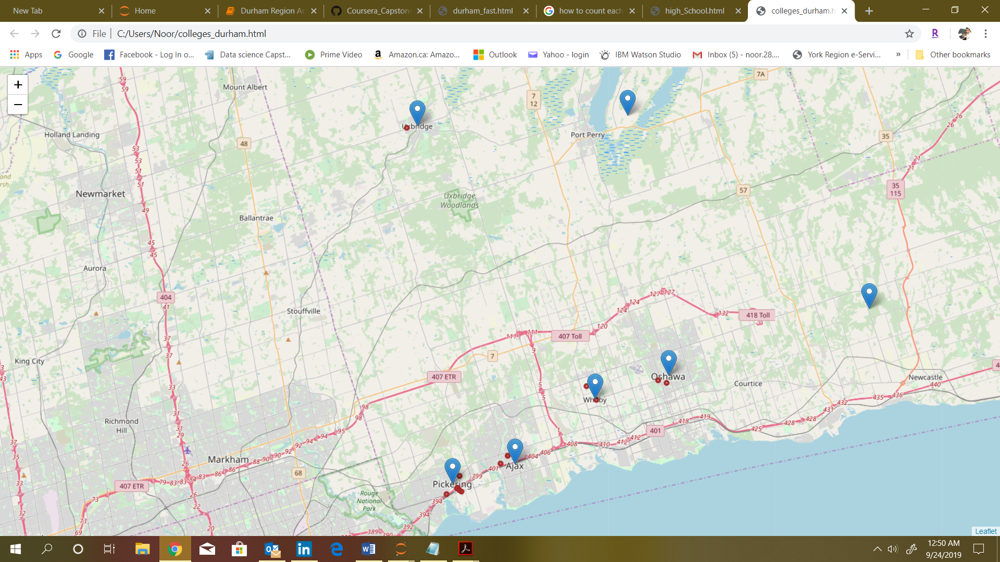 New Tab
Home
Durham Region An
Coursera_Capston
durham_fast.html
how to count each
high_School.html
colleges_durham.h
File
C:/Users/Noor/colleges_durham.html
R
Apps
Google
Facebook - Log In o...
Data science Capst...
Prime Video
Amazon.ca: Amazo...
Outlook
Yahoo - login
IBM Watson Studio
Inbox (5) - noor.28....
York Region e-Servi...
»
Other bookmarks
+
−
59
59
Mount Albert
7A
7
12
26
26
Uxbridge
Holland Landing
Port Perry
35
48
53
53
51
51
21
21
35
115
57
Newmarket
Uxbridge
Woodlands
49
Ballantrae
45
45
Aurora
404
41
127
127
124
124
Stouffville
132
418 Toll
120
111
111
407 Toll
37
37
9
7
King City
43
407 ETR
Oshawa
Courtice
Newcastle
440
33
33
5
5
Whitby
98
98
435
436
432
431
31
31
29
Richmond
Hill
95
94
92
92
90
90
88
86
86
84
83
83
79
1
401
418
419
425
428
428
408
410
412
412
406
404
37
35
33
33
32
Markham
26
26
22
20
68
401
Ajax
399
Pickering
394
394
392
390
389
Rouge
National
Park
407 ETR
73
73
69
Leaflet
12:50 AM
9/24/2019